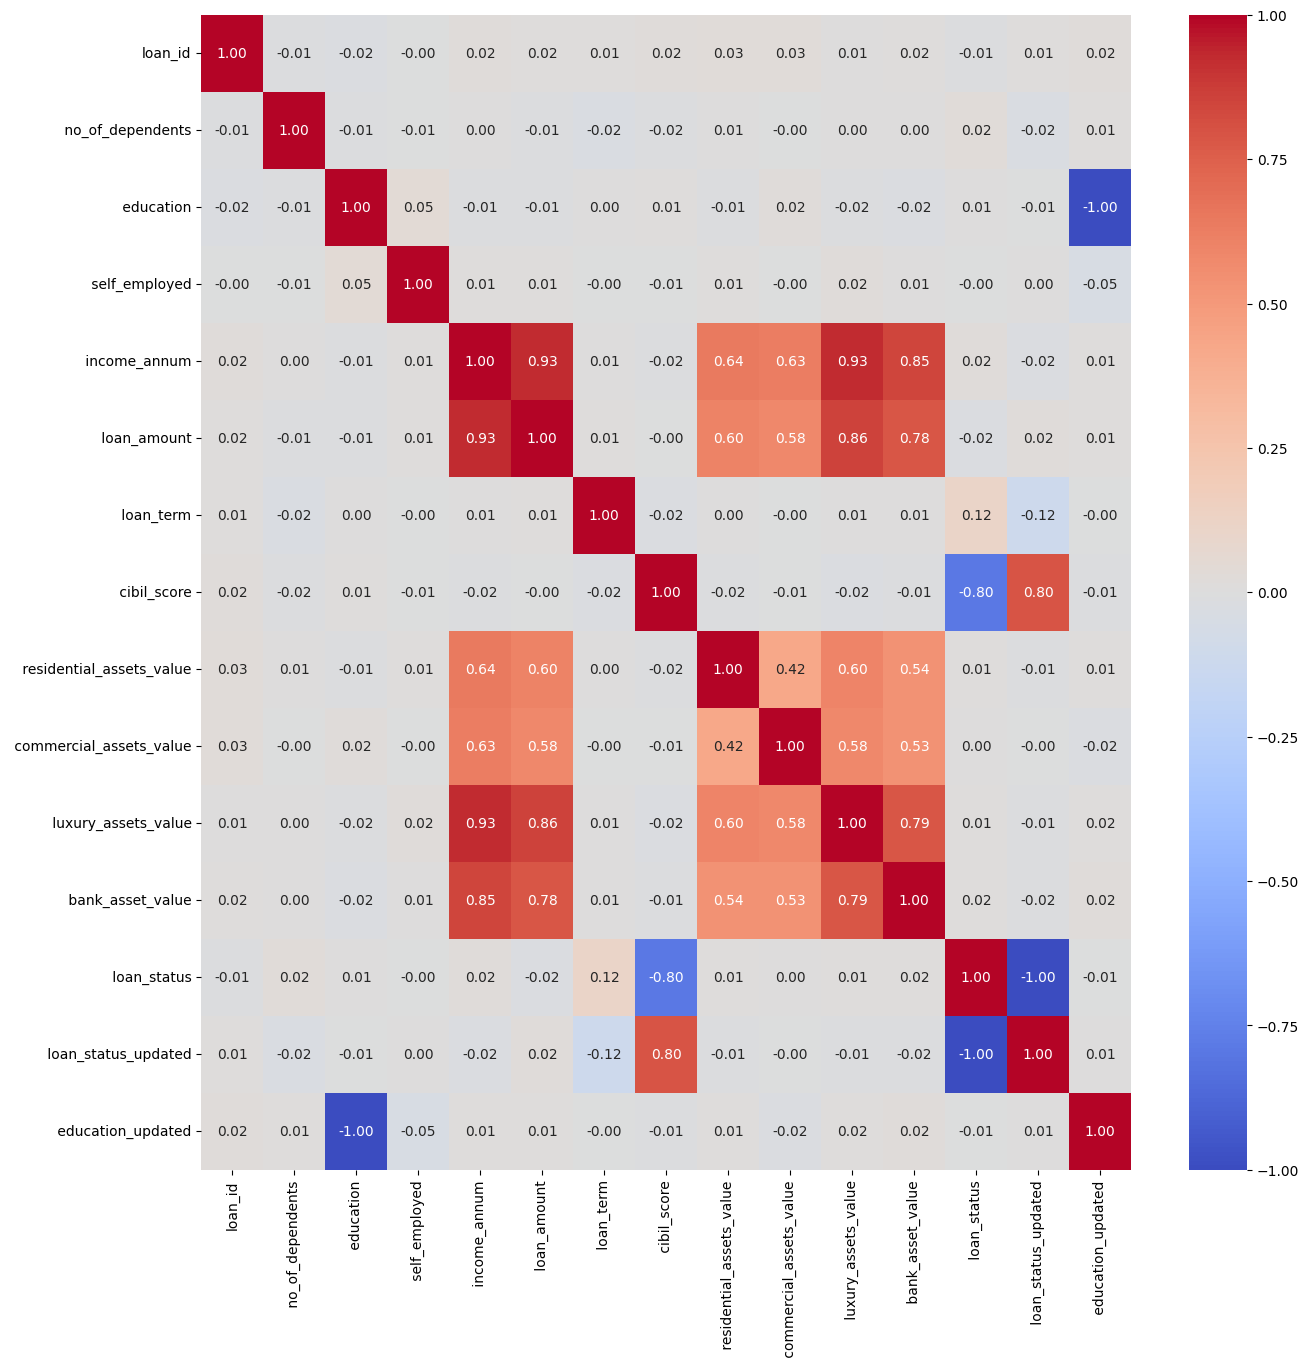 loan_id 1.00 -0.01 -0.02 -0.00 0.02 0.02 0.01 0.02 0.03 0.03 0.01 0.02 -0.01 0.01 0.02
no_of_dependents -0.01 1.00 -0.01 -0.01 0.00 -0.01 -0.02 -0.02 0.01 -0.00 0.00 0.00 0.02 -0.02 0.01
education -0.02 -0.01 1.00 0.05 -0.01 -0.01 0.00 0.01 -0.01 0.02 -0.02 -0.02 0.01 -0.01 -1.00
self_employed -0.00 -0.01 0.05 1.00 0.01 0.01 -0.00 -0.01 0.01 -0.00 0.02 0.01 -0.00 0.00 -0.05
income_annum 0.02 0.00 -0.01 0.01 1.00 0.93 0.01 -0.02 0.64 0.63 0.93 0.85 0.02 -0.02 0.01
loan_amount 0.02 -0.01 -0.01 0.01 0.93 1.00 0.01 -0.00 0.60 0.58 0.86 0.78 -0.02 0.02 0.01
loan_term 0.01 -0.02 0.00 -0.00 0.01 0.01 1.00 -0.02 0.00 -0.00 0.01 0.01 0.12 -0.12 -0.00
cibil_score 0.02 -0.02 0.01 -0.01 -0.02 -0.00 -0.02 1.00 -0.02 -0.01 -0.02 -0.01 -0.80 0.80 -0.01
residential_assets_value 0.03 0.01 -0.01 0.01 0.64 0.60 0.00 -0.02 1.00 0.42 0.60 0.54 0.01 -0.01 0.01
commercial_assets_value 0.03 -0.00 0.02 -0.00 0.63 0.58 -0.00 -0.01 0.42 1.00 0.58 0.53 0.00 -0.00 -0.02
luxury_assets_value 0.01 0.00 -0.02 0.02 0.93 0.86 0.01 -0.02 0.60 0.58 1.00 0.79 0.01 -0.01 0.02
bank_asset_value 0.02 0.00 -0.02 0.01 0.85 0.78 0.01 -0.01 0.54 0.53 0.79 1.00 0.02 -0.02 0.02
loan_status -0.01 0.02 0.01 -0.00 0.02 -0.02 0.12 -0.80 0.01 0.00 0.01 0.02 1.00 -1.00 -0.01
loan_status_updated 0.01 -0.02 -0.01 0.00 -0.02 0.02 -0.12 0.80 -0.01 -0.00 -0.01 -0.02 -1.00 1.00 0.01
education_updated 0.02 0.01 -1.00 -0.05 0.01 0.01 -0.00 -0.01 0.01 -0.02 0.02 0.02 -0.01 0.01 1.00
loan_id
no_of_dependents
education
self_employed
income_annum
loan_amount
loan_term
cibil_score
residential_assets_value
commercial_assets_value
luxury_assets_value
bank_asset_value
loan_status
loan_status_updated
education_updated
1.00
0.75
0.50
0.25
0.00
−0.25
−0.50
−0.75
−1.00